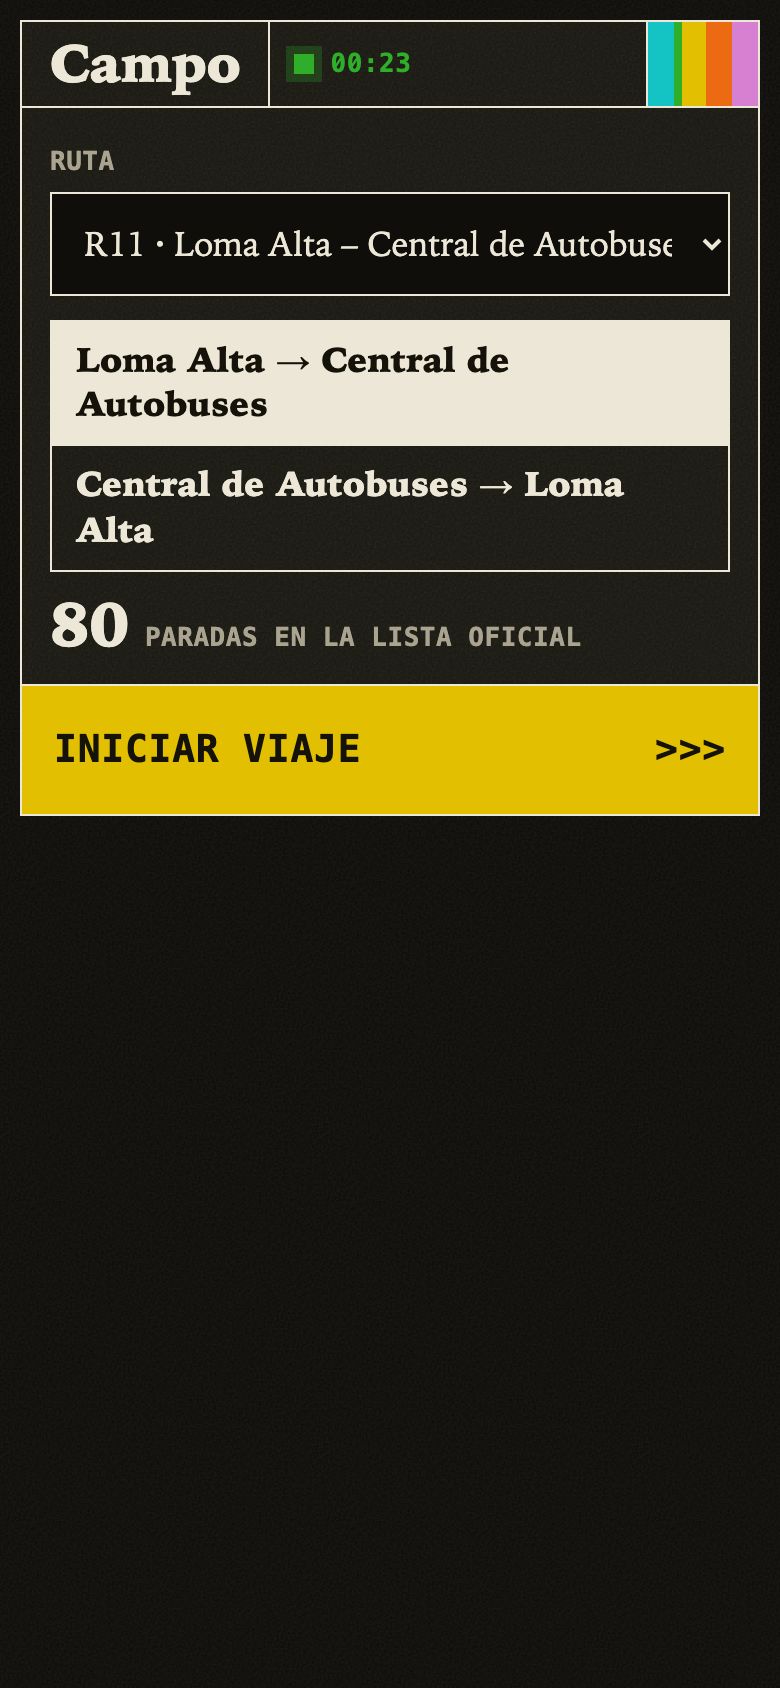 Campo
00:23
RUTA
R11 · Loma Alta – Central de Autobuse
Loma Alta → Central de
Autobuses
Central de Autobuses → Loma
Alta
80 PARADAS EN LA LISTA OFICIAL
INICIAR VIAJE >>>